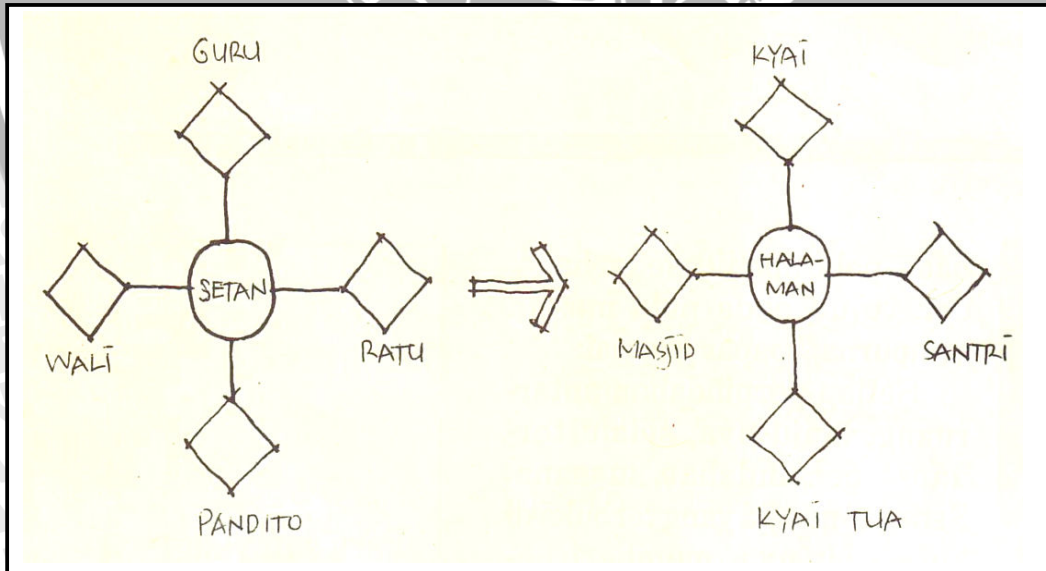 GURU
SETAN
WALI
RATU
PANDITO
KYAI
HALA-
MAN
MASJID
SANTRI
KYAI TUA